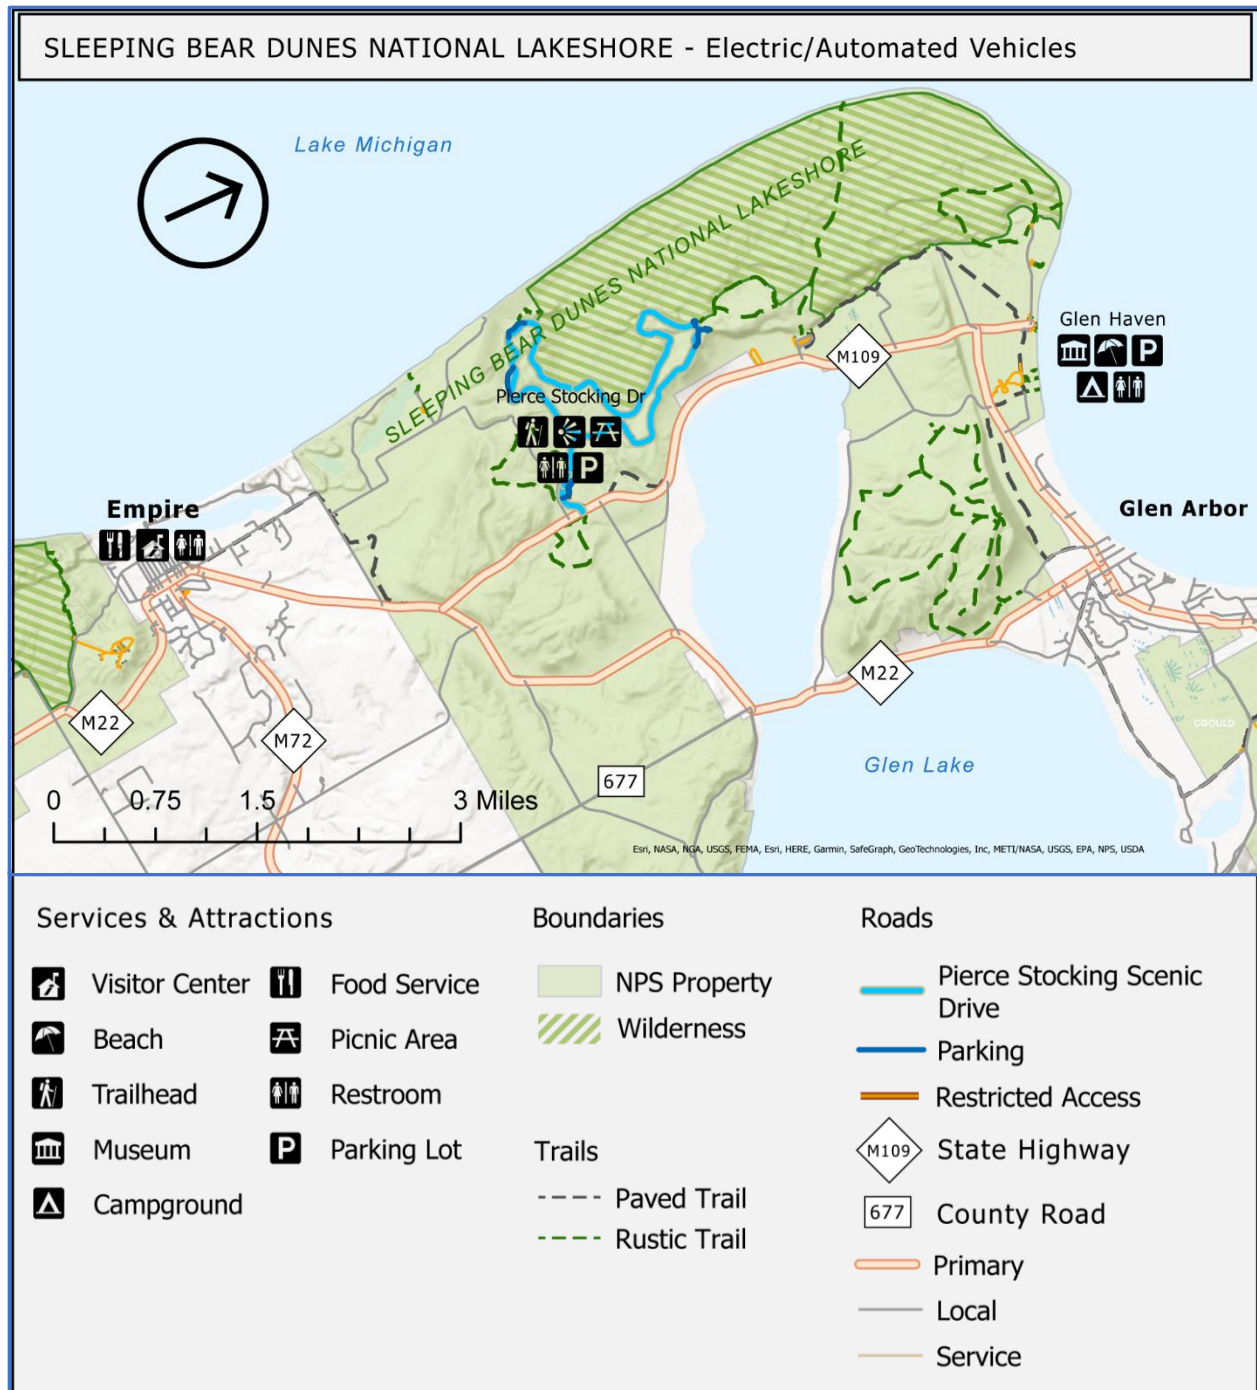 SLEEPING BEAR DUNES NATIONAL LAKESHORE - Electric/Automated Vehicles
Lake Michigan
SLEEPING BEAR DUNES NATIONAL LAKESHORE
Glen Haven
M109
Pierce Stocking Dr
P
P
Empire
Glen Arbor
M22
M22
M72
CGOULD
Glen Lake
677
0 0.75 1.5 3 Miles
Esri, NASA, NGA, USGS, FEMA, Esri, HERE, Garmin, SafeGraph, GeoTechnologies, Inc, METI/NASA, USGS, EPA, NPS, USDA
Services & Attractions
Visitor Center
Beach
Trailhead
Museum
Campground
Food Service
Picnic Area
Restroom
P Parking Lot
Boundaries
NPS Property
Wilderness
Trails
Paved Trail
Rustic Trail
Roads
Pierce Stocking Scenic
Drive
Parking
Restricted Access
M109 State Highway
677 County Road
Primary
Local
Service